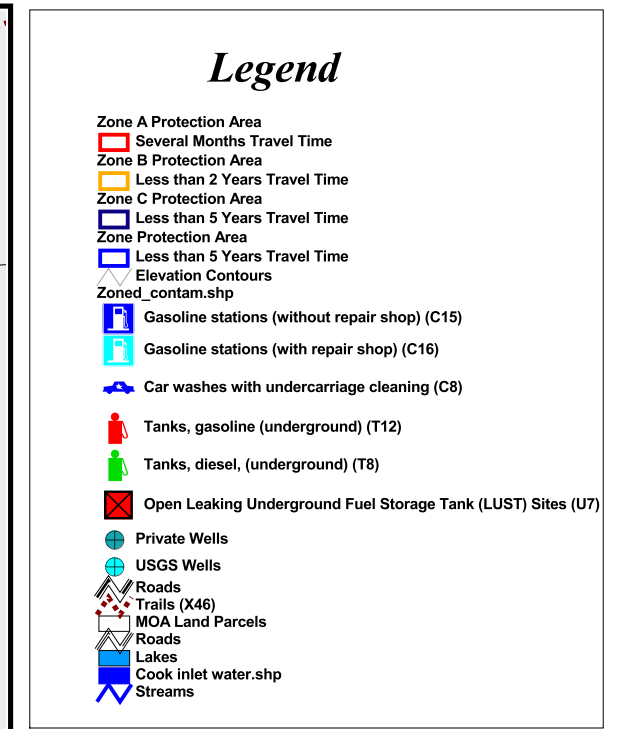 Legend
Zone A Protection Area
Several Months Travel Time
Zone B Protection Area
Less than 2 Years Travel Time
Zone C Protection Area
Less than 5 Years Travel Time
Zone Protection Area
Less than 5 Years Travel Time
Elevation Contours
Zoned_contam.shp
Gasoline stations (without repair shop) (C15)
Gasoline stations (with repair shop) (C16)
Car washes with undercarriage cleaning (C8)
Tanks, gasoline (underground) (T12)
Tanks, diesel, (underground) (T8)
Open Leaking Underground Fuel Storage Tank (LUST) Sites (U7)
Private Wells
USGS Wells
Roads
Trails (X46)
MOA Land Parcels
Roads
Lakes
Cook inlet water.shp
Streams